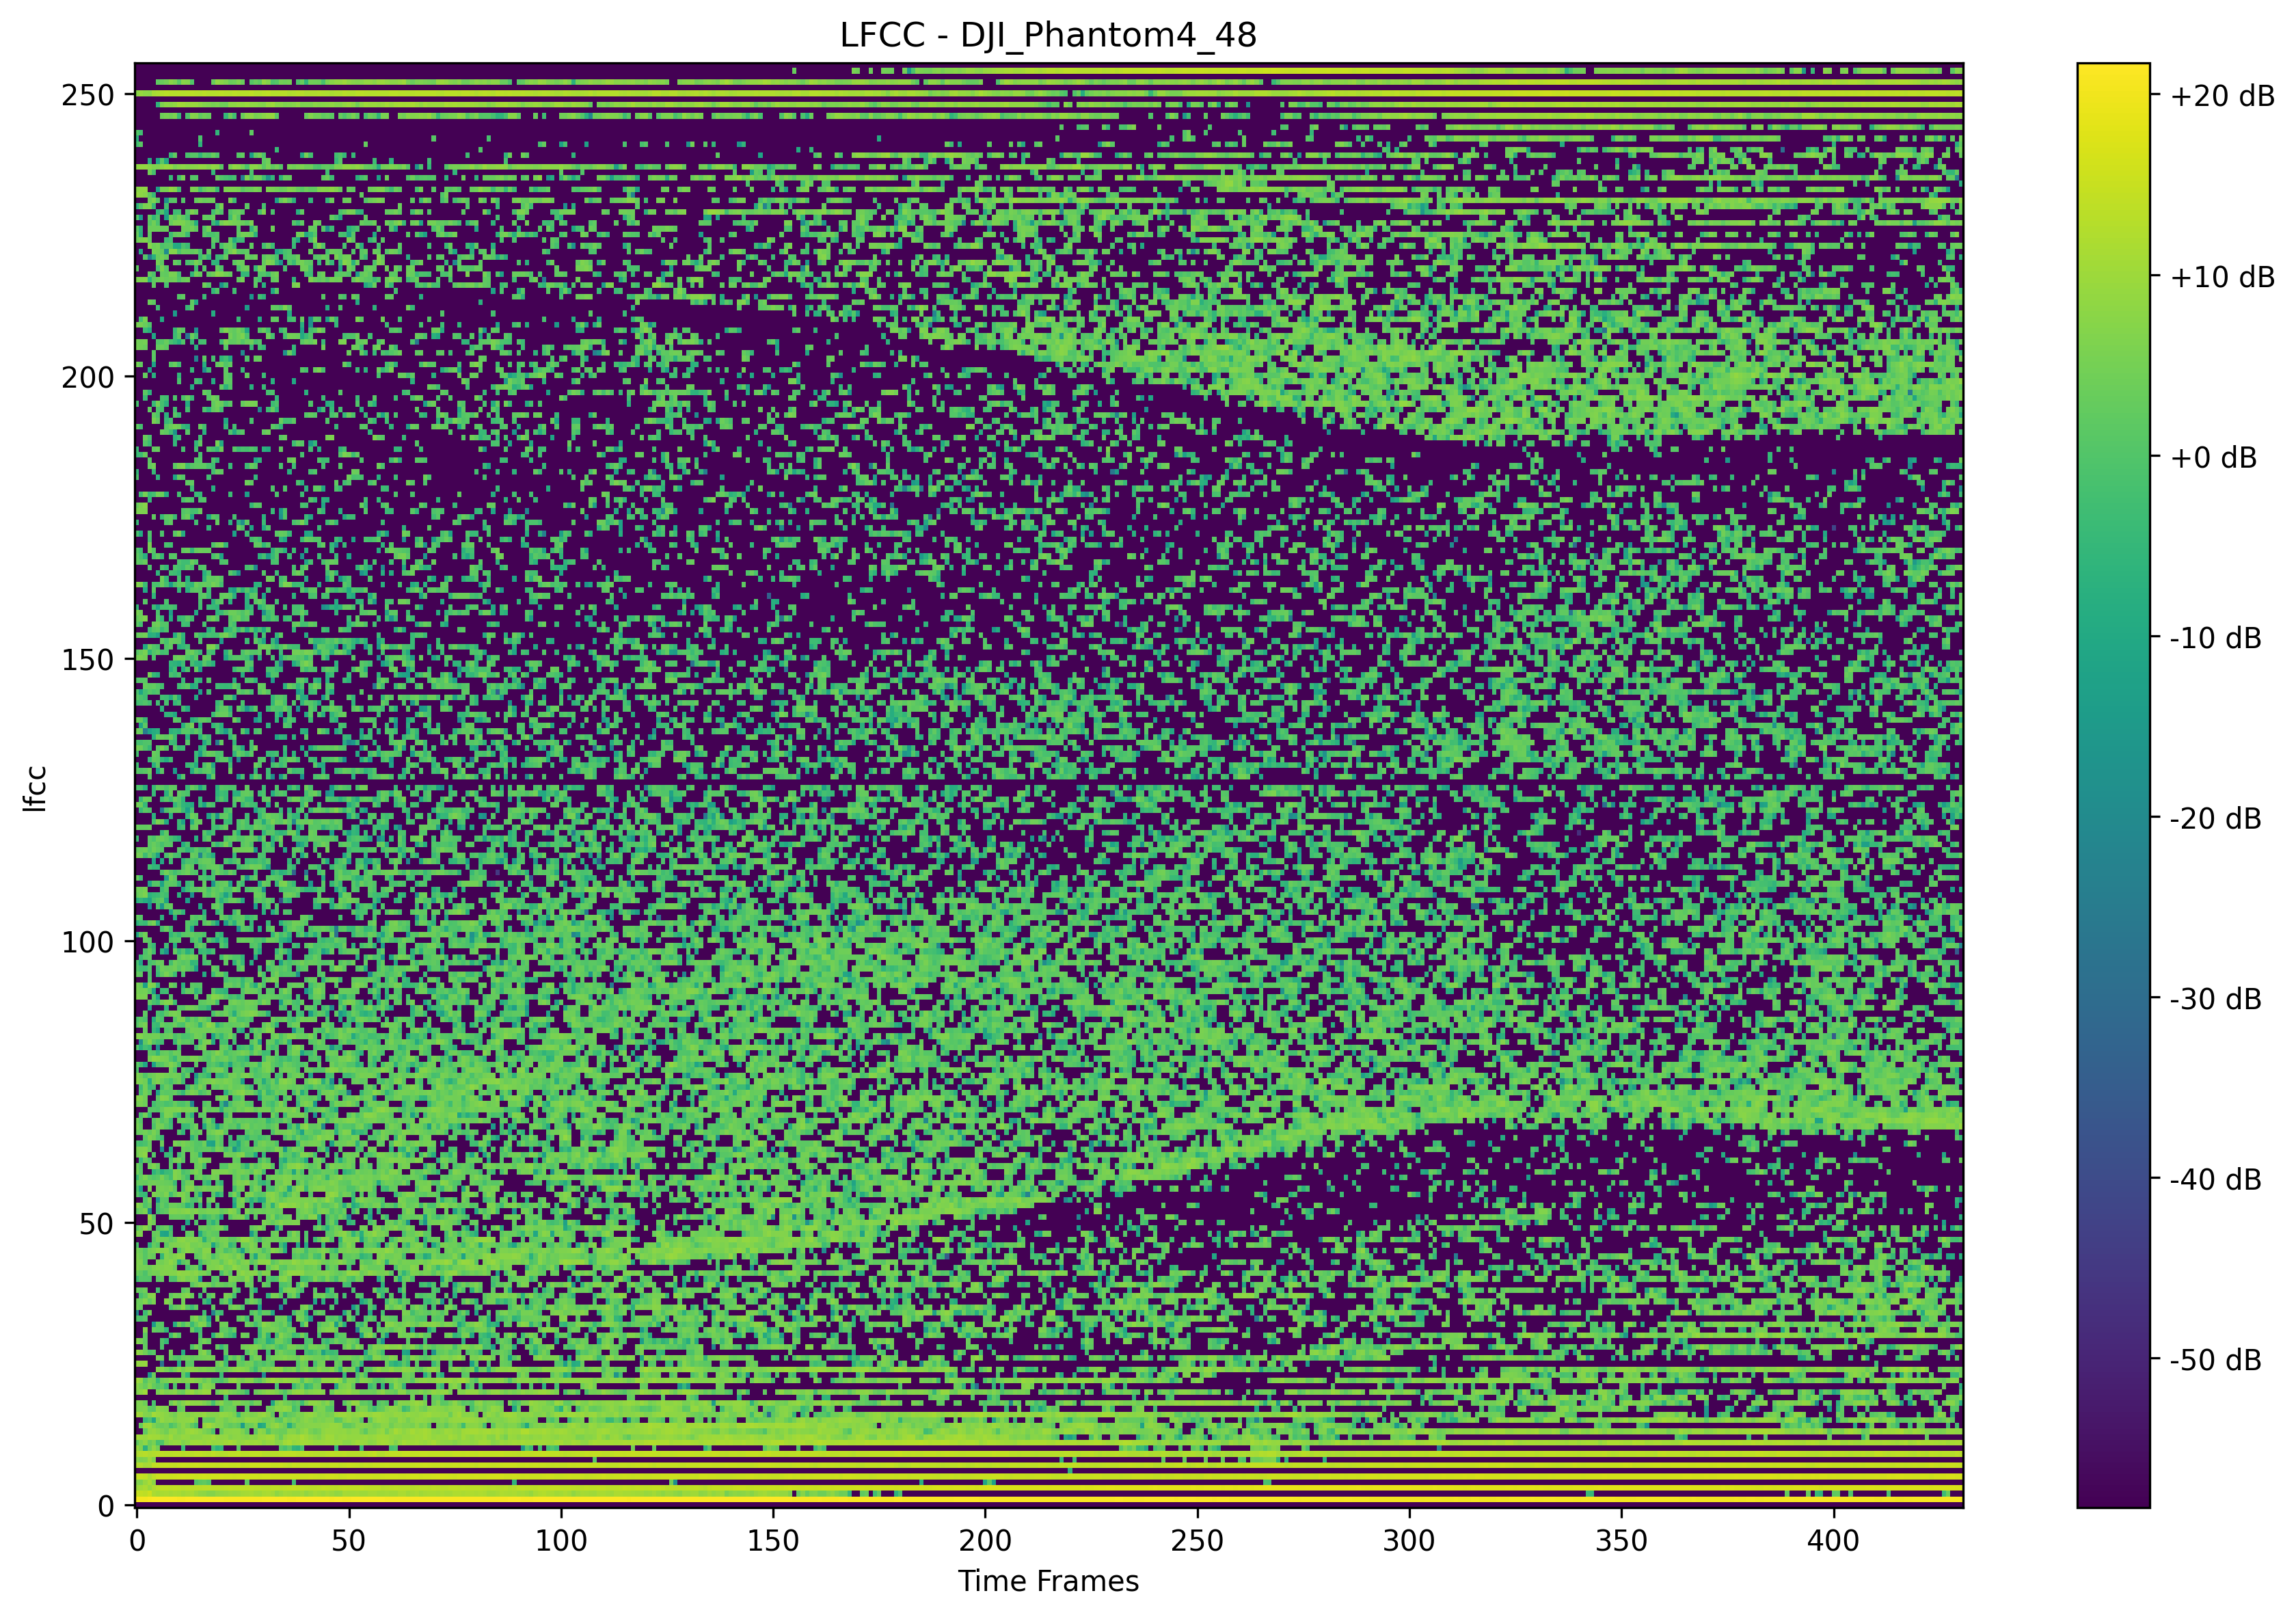 LFCC - DJI_Phantom4_48
250
200
150
100
50
0
lfcc
0 50 100 150 200 250 300 350 400
Time Frames
+20 dB
+10 dB
+0 dB
-10 dB
-20 dB
-30 dB
-40 dB
-50 dB